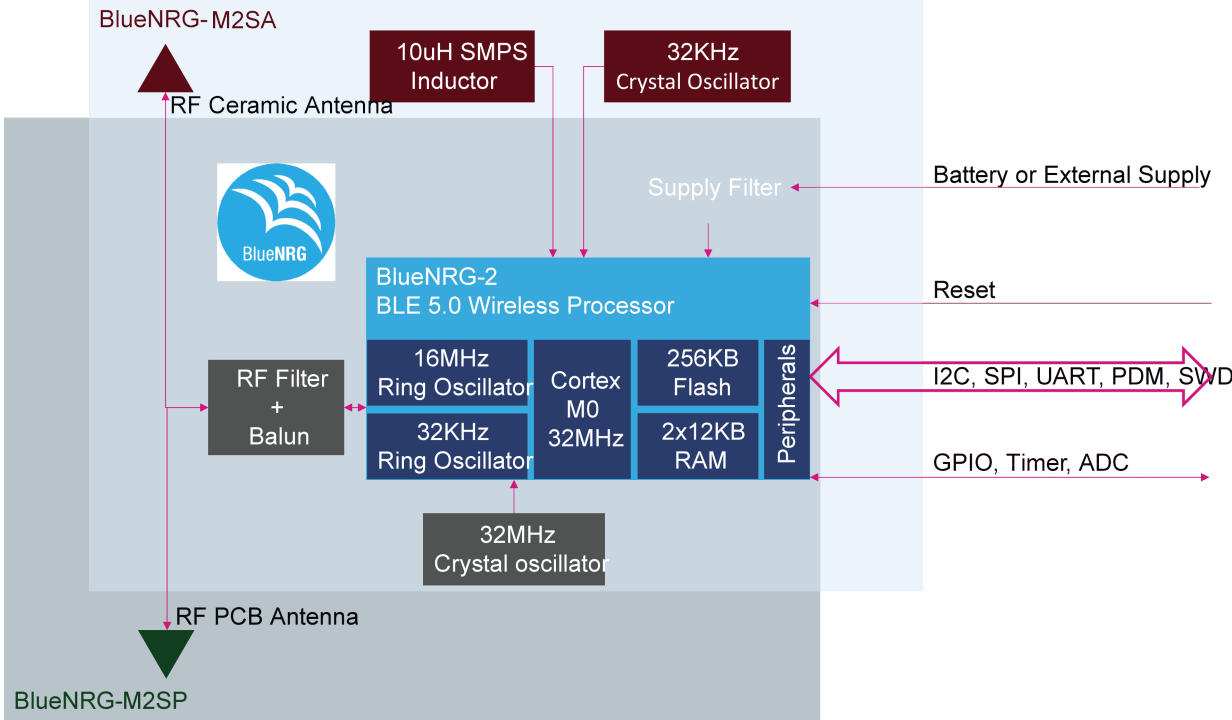 BlueNRG-M2SA
10uH SMPS
Inductor
32KHz
Crystal Oscillator
RF Ceramic Antenna
Supply Filter
Battery or External Supply
BlueNRG
BlueNRG-2
BLE 5.0 Wireless Processor
Reset
16MHz
Ring Oscillator
32KHz
Ring Oscillator
Cortex
M0
32MHz
256KB
Flash
2x12KB
RAM
Peripherals
I2C, SPI, UART, PDM, SWD
GPIO, Timer, ADC
RF Filter
+
Balun
32MHz
Crystal oscillator
RF PCB Antenna
BlueNRG-M2SP